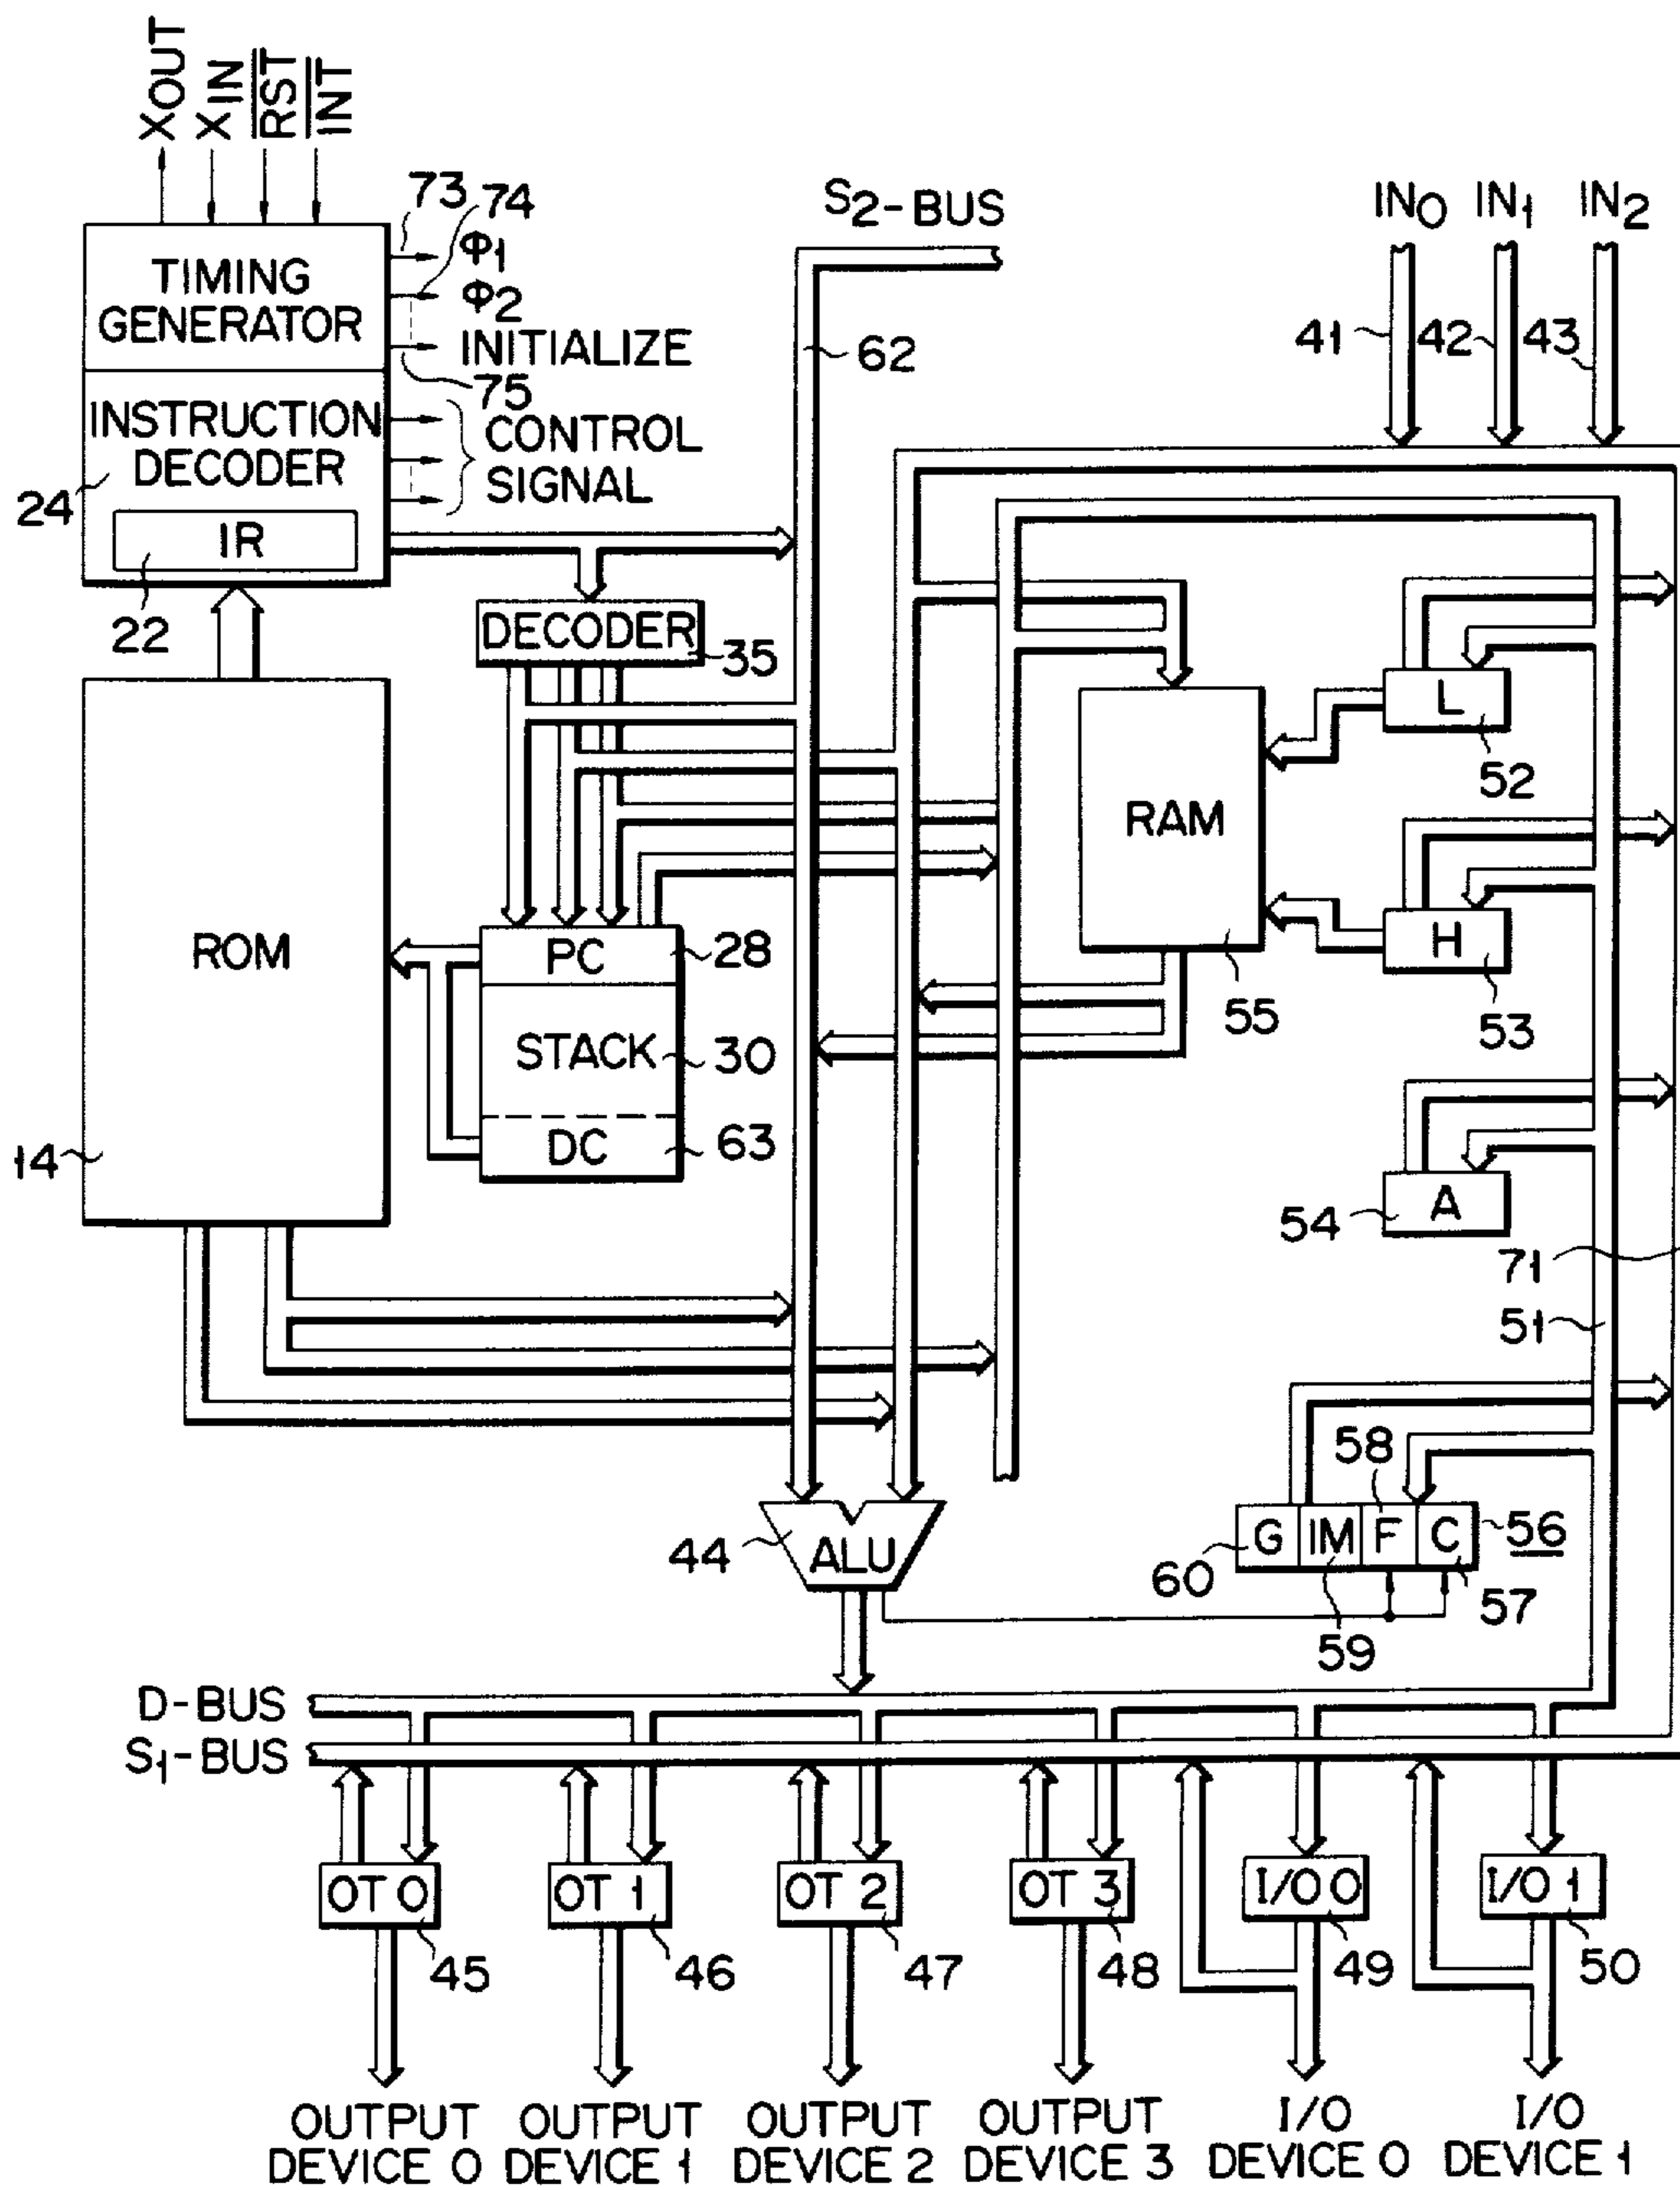 XOUT
XIN
RST
INT
73
74
Φ1
Φ2
INITIALIZE
75
TIMING
GENERATOR
INSTRUCTION
DECODER
IR
24
22
CONTROL
SIGNAL
S2-BUS
62
IN0 IN1 IN2
41 42 43
DECODER
35
ROM
14
PC
28
STACK
30
DC
63
RAM
55
L
52
H
53
A
54
71
51
ALU
44
58
G IM F C
56
60
57
59
D-BUS
S1-BUS
OT 0
OT 1
OT 2
OT 3
I/O 0
I/O 1
45
46
47
48
49
50
OUTPUT
DEVICE 0
OUTPUT
DEVICE 1
OUTPUT
DEVICE 2
OUTPUT
DEVICE 3
I/O
DEVICE 0
I/O
DEVICE 1